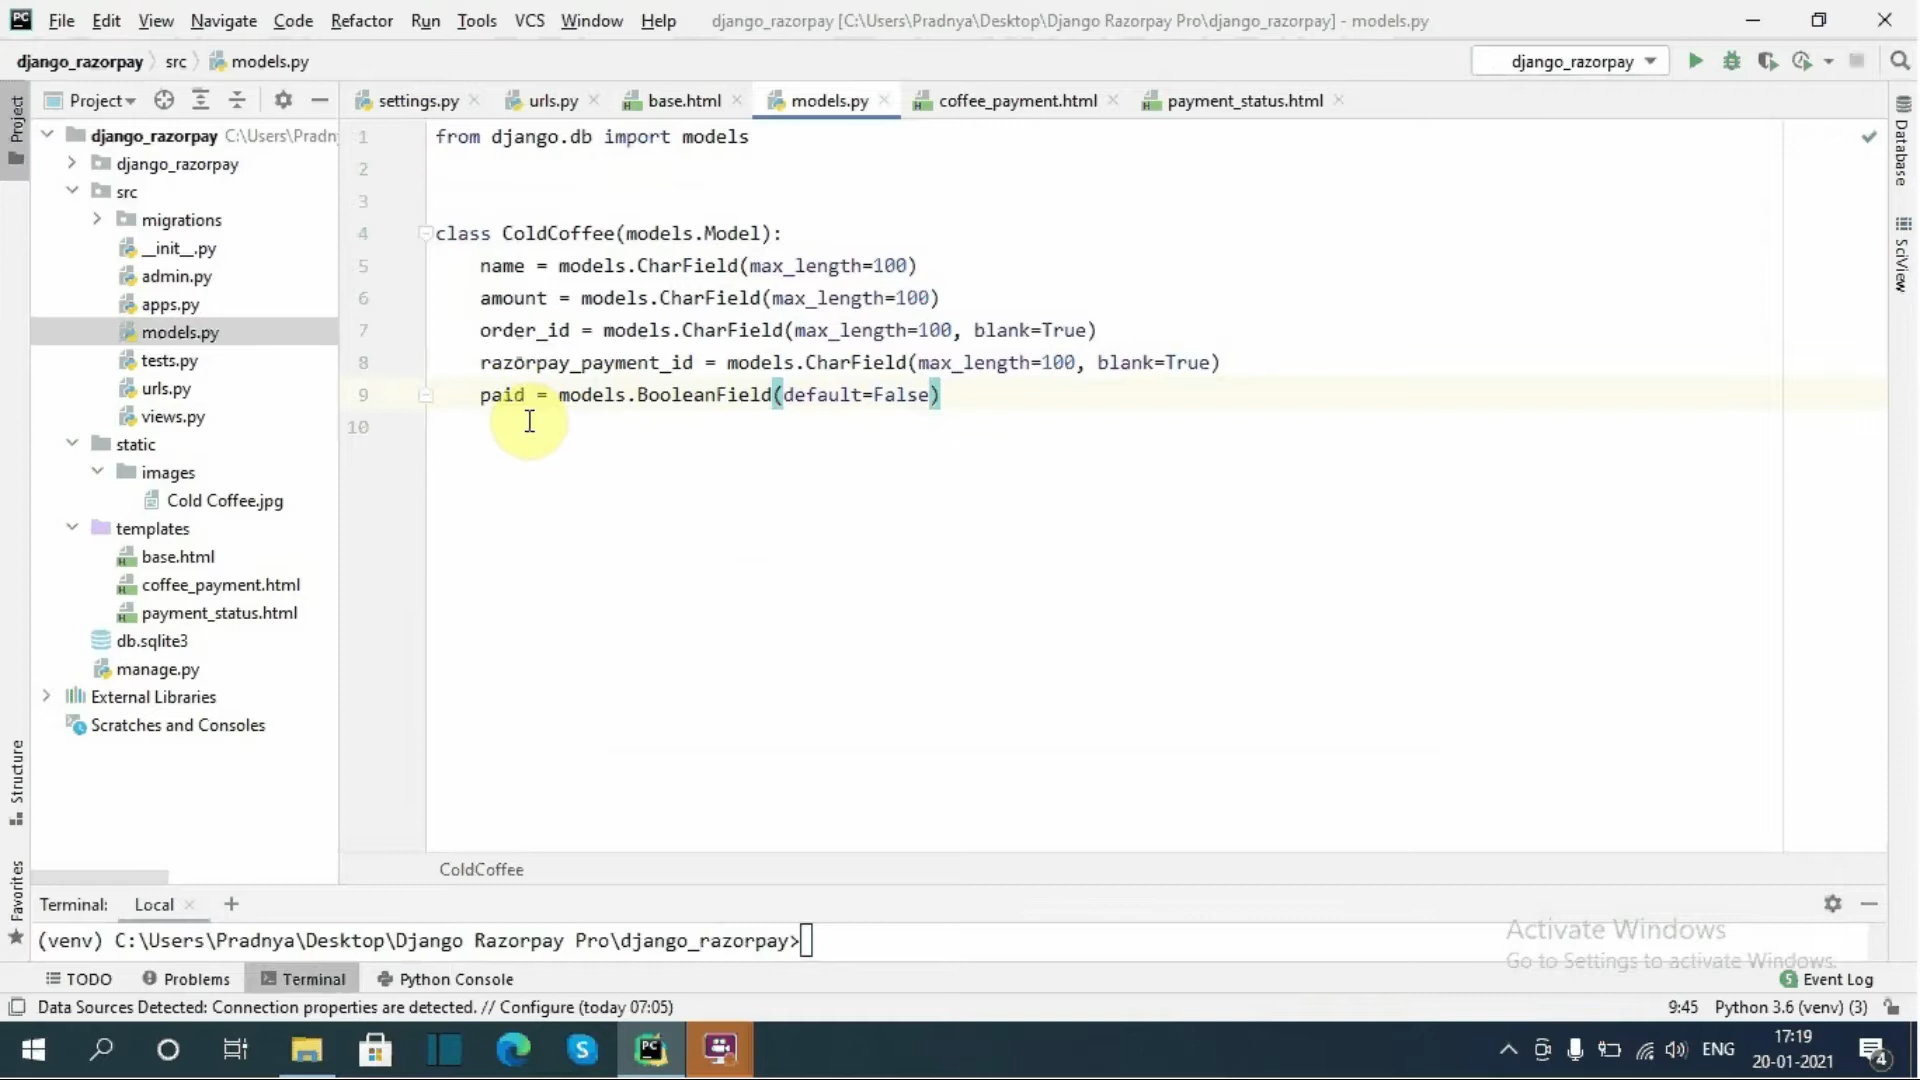 PC File Edit View Navigate Code Refactor Run Tools VCS Window Help django_razorpay [C:\Users\Pradnya\Desktop\Django Razorpay Pro\django_razorpay] - models.py
django_razorpay src models.py django_razorpay
Project
Project
settings.py urls.py base.html models.py coffee_payment.html payment_status.html
Database
SciView
django_razorpay C:\Users\Pradn
django_razorpay
src
migrations
__init__.py
admin.py
apps.py
models.py
tests.py
urls.py
views.py
static
images
Cold Coffee.jpg
templates
base.html
coffee_payment.html
payment_status.html
db.sqlite3
manage.py
External Libraries
Scratches and Consoles
1 from django.db import models
2
3
4 class ColdCoffee(models.Model):
5 name = models.CharField(max_length=100)
6 amount = models.CharField(max_length=100)
7 order_id = models.CharField(max_length=100, blank=True)
8 razorpay_payment_id = models.CharField(max_length=100, blank=True)
9 paid = models.BooleanField(default=False)
10
ColdCoffee
Structure
Favorites
Terminal: Local +
(venv) C:\Users\Pradnya\Desktop\Django Razorpay Pro\django_razorpay>
Activate Windows
Go to Settings to activate Windows.
TODO Problems Terminal Python Console 5 Event Log
Data Sources Detected: Connection properties are detected. // Configure (today 07:05) 9:45 Python 3.6 (venv) (3)
PC S ENG 17:19
20-01-2021
4